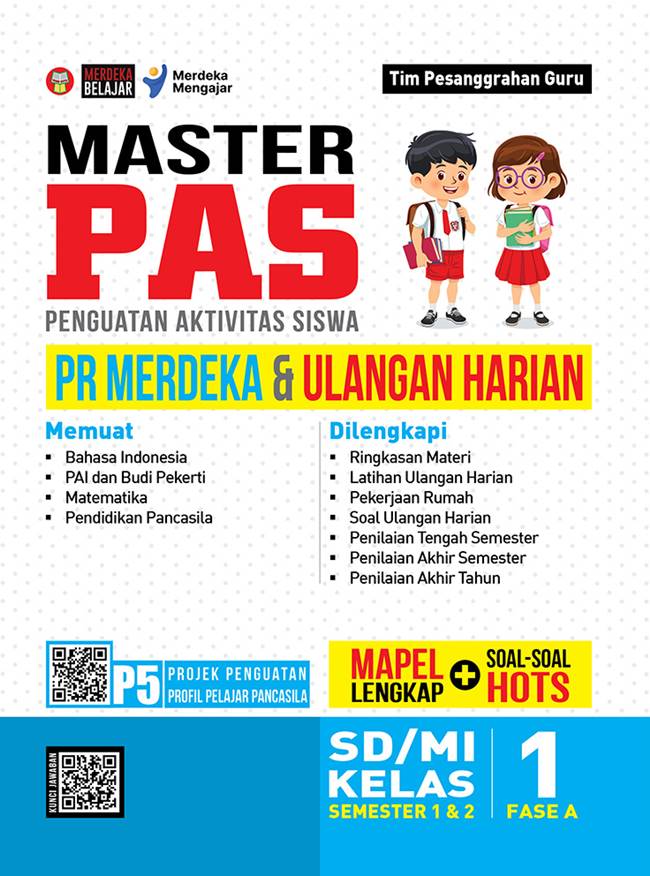 MERDEKA
BELAJAR
Merdeka
Mengajar
Tim Pesanggrahan Guru
MASTER
PAS
PENGUATAN AKTIVITAS SISWA
PR MERDEKA & ULANGAN HARIAN
Memuat
▪ Bahasa Indonesia
▪ PAI dan Budi Pekerti
▪ Matematika
▪ Pendidikan Pancasila
Dilengkapi
▪ Ringkasan Materi
▪ Latihan Ulangan Harian
▪ Pekerjaan Rumah
▪ Soal Ulangan Harian
▪ Penilaian Tengah Semester
▪ Penilaian Akhir Semester
▪ Penilaian Akhir Tahun
P5
PROJEK PENGUATAN
PROFIL PELAJAR PANCASILA
MAPEL
LENGKAP
+
SOAL-SOAL
HOTS
KUNCI JAWABAN
SD/MI
KELAS
SEMESTER 1 & 2
1
FASE A